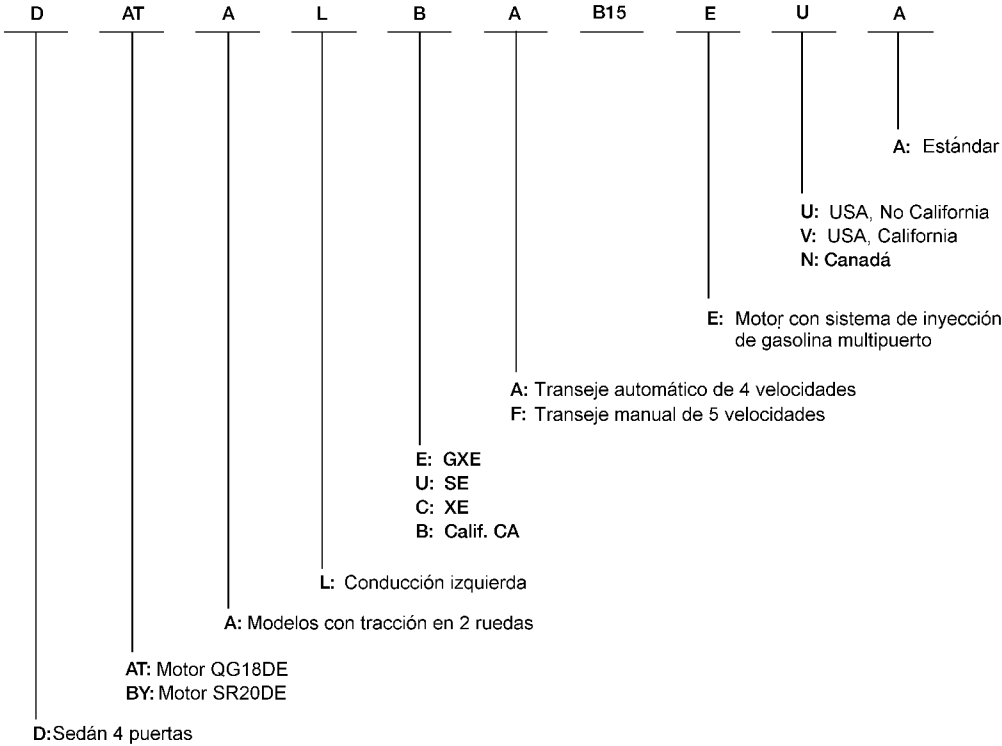 D AT A L B A B15 E U A
A: Estándar
U: USA, No California
V: USA, California
N: Canadá
E: Motor con sistema de inyección
de gasolina multipuerto
A: Transeje automático de 4 velocidades
F: Transeje manual de 5 velocidades
E: GXE
U: SE
C: XE
B: Calif. CA
L: Conducción izquierda
A: Modelos con tracción en 2 ruedas
AT: Motor QG18DE
BY: Motor SR20DE
D:Sedán 4 puertas